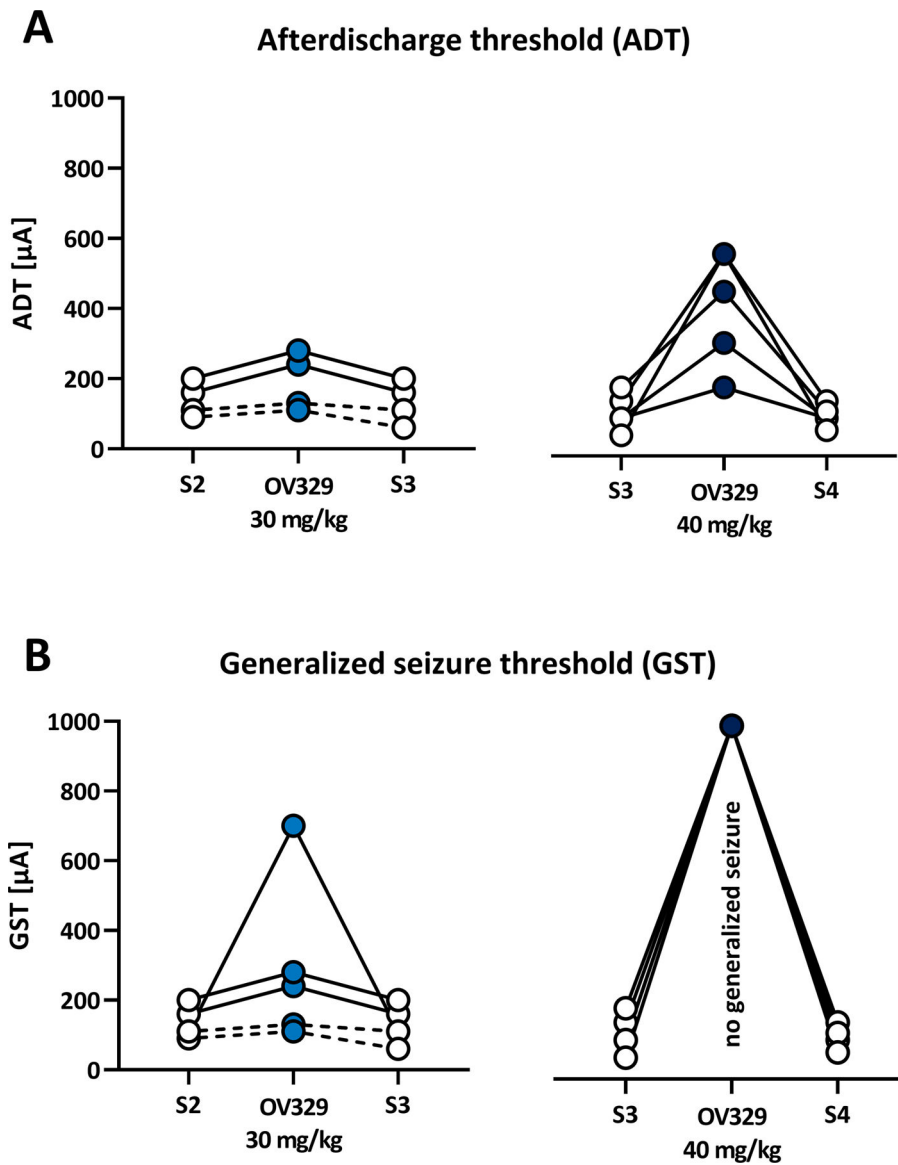 A
Afterdischarge threshold (ADT)
ADT [µA]
1000
800
600
400
200
0
S2
OV329
30 mg/kg
S3
S3
OV329
40 mg/kg
S4
B
Generalized seizure threshold (GST)
GST [µA]
1000
800
600
400
200
0
S2
OV329
30 mg/kg
S3
no generalized seizure
S3
OV329
40 mg/kg
S4